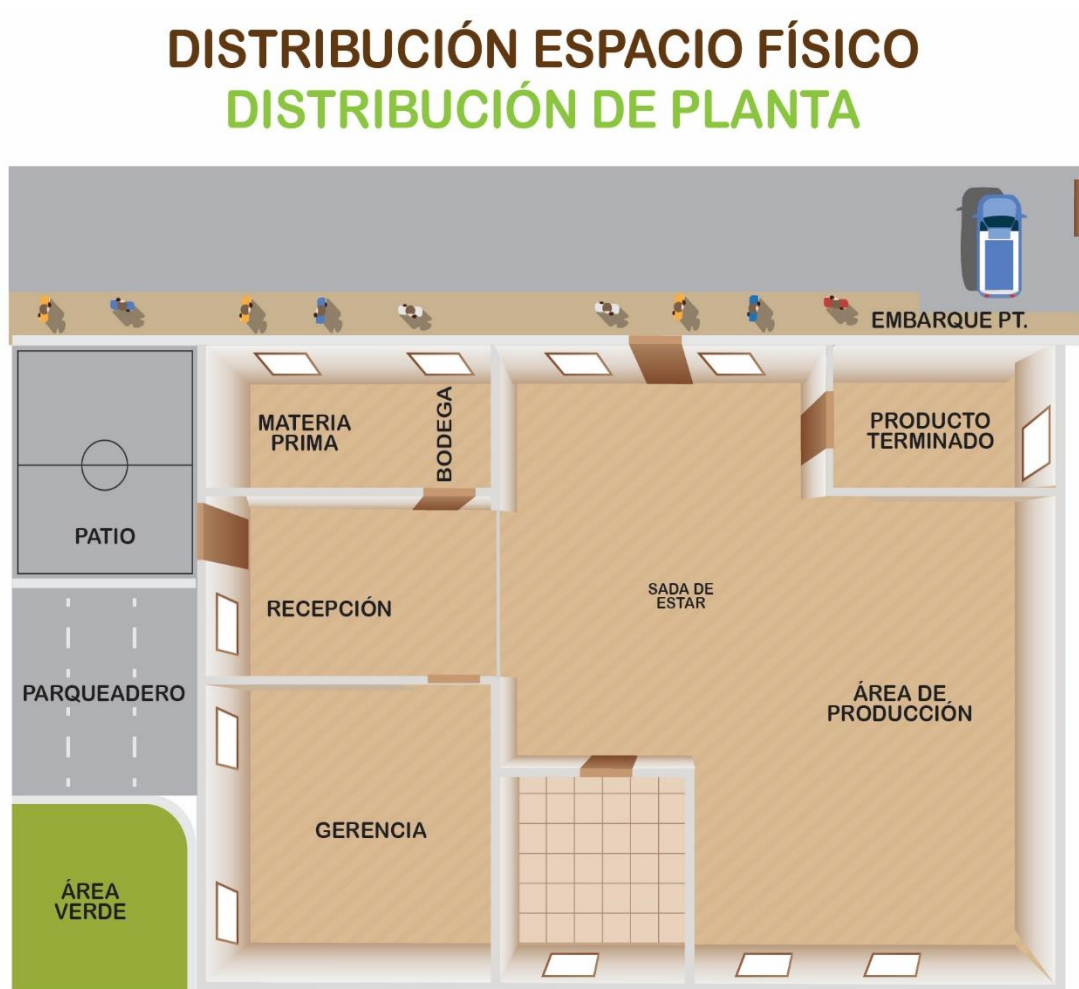 DISTRIBUCIÓN ESPACIO FÍSICO
DISTRIBUCIÓN DE PLANTA
EMBARQUE PT.
MATERIA
PRIMA
BODEGA
PRODUCTO
TERMINADO
PATIO
RECEPCIÓN
SADA DE
ESTAR
PARQUEADERO
ÁREA DE
PRODUCCIÓN
GERENCIA
ÁREA
VERDE